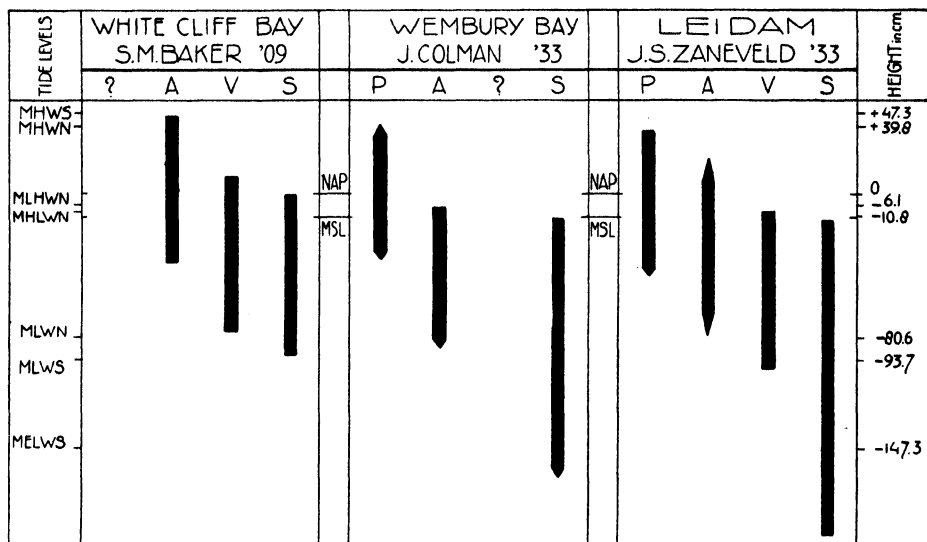 TIDE LEVELS
WHITE CLIFF BAY
S.M.BAKER '09
WEMBURY BAY
J.COLMAN '33
LEIDAM
J.S.ZANEVELD '33
HEIGHT in cm.
? A V S
P A ? S
P A V S
MHWS
MHWN
MLHWN
MHLWN
MLWN
MLWS
MELWS
NAP
MSL
NAP
MSL
+47.3
+39.8
0
-6.1
-10.8
-80.6
-93.7
-147.3